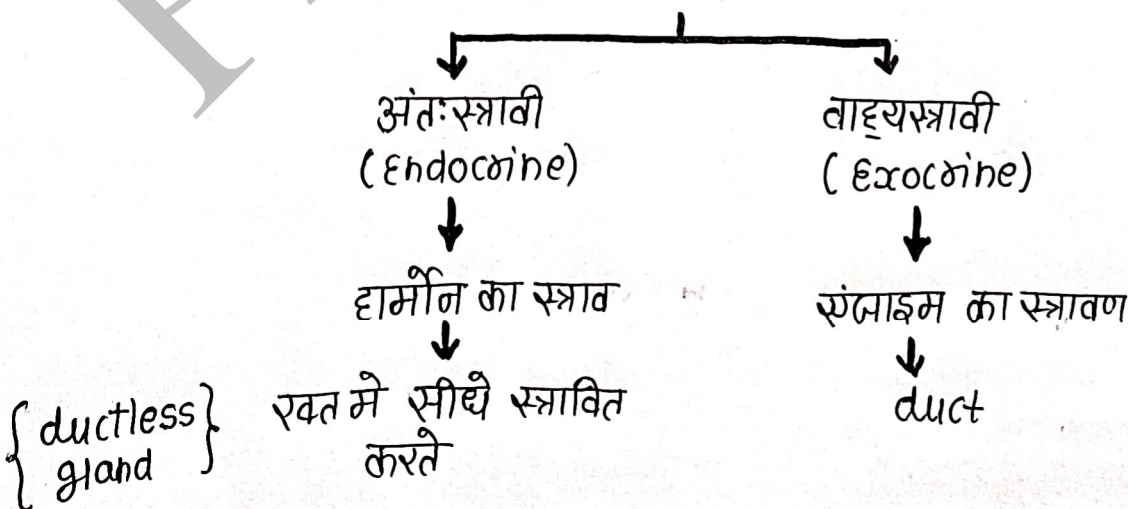 अंतःस्त्रावी
(Endocrine)
हार्मोन का स्त्राव
{ ductless gland }
रक्त मे सीधे स्त्रावित
करते
वाह्यस्त्रावी
(Exocrine)
एंजाइम का स्त्रावण
duct